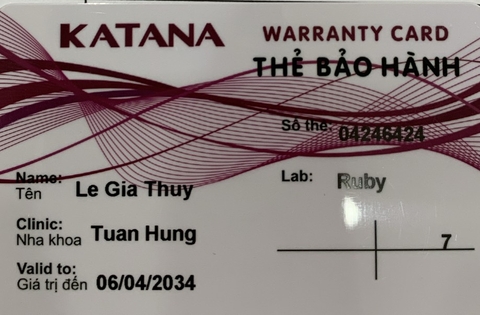 KATANA
WARRANTY CARD
THẺ BẢO HÀNH
Số thẻ: 04246424
Name:
Tên Le Gia Thuy
Lab: Ruby
Clinic:
Nha khoa Tuan Hung
7
Valid to:
Giá trị đến 06/04/2034